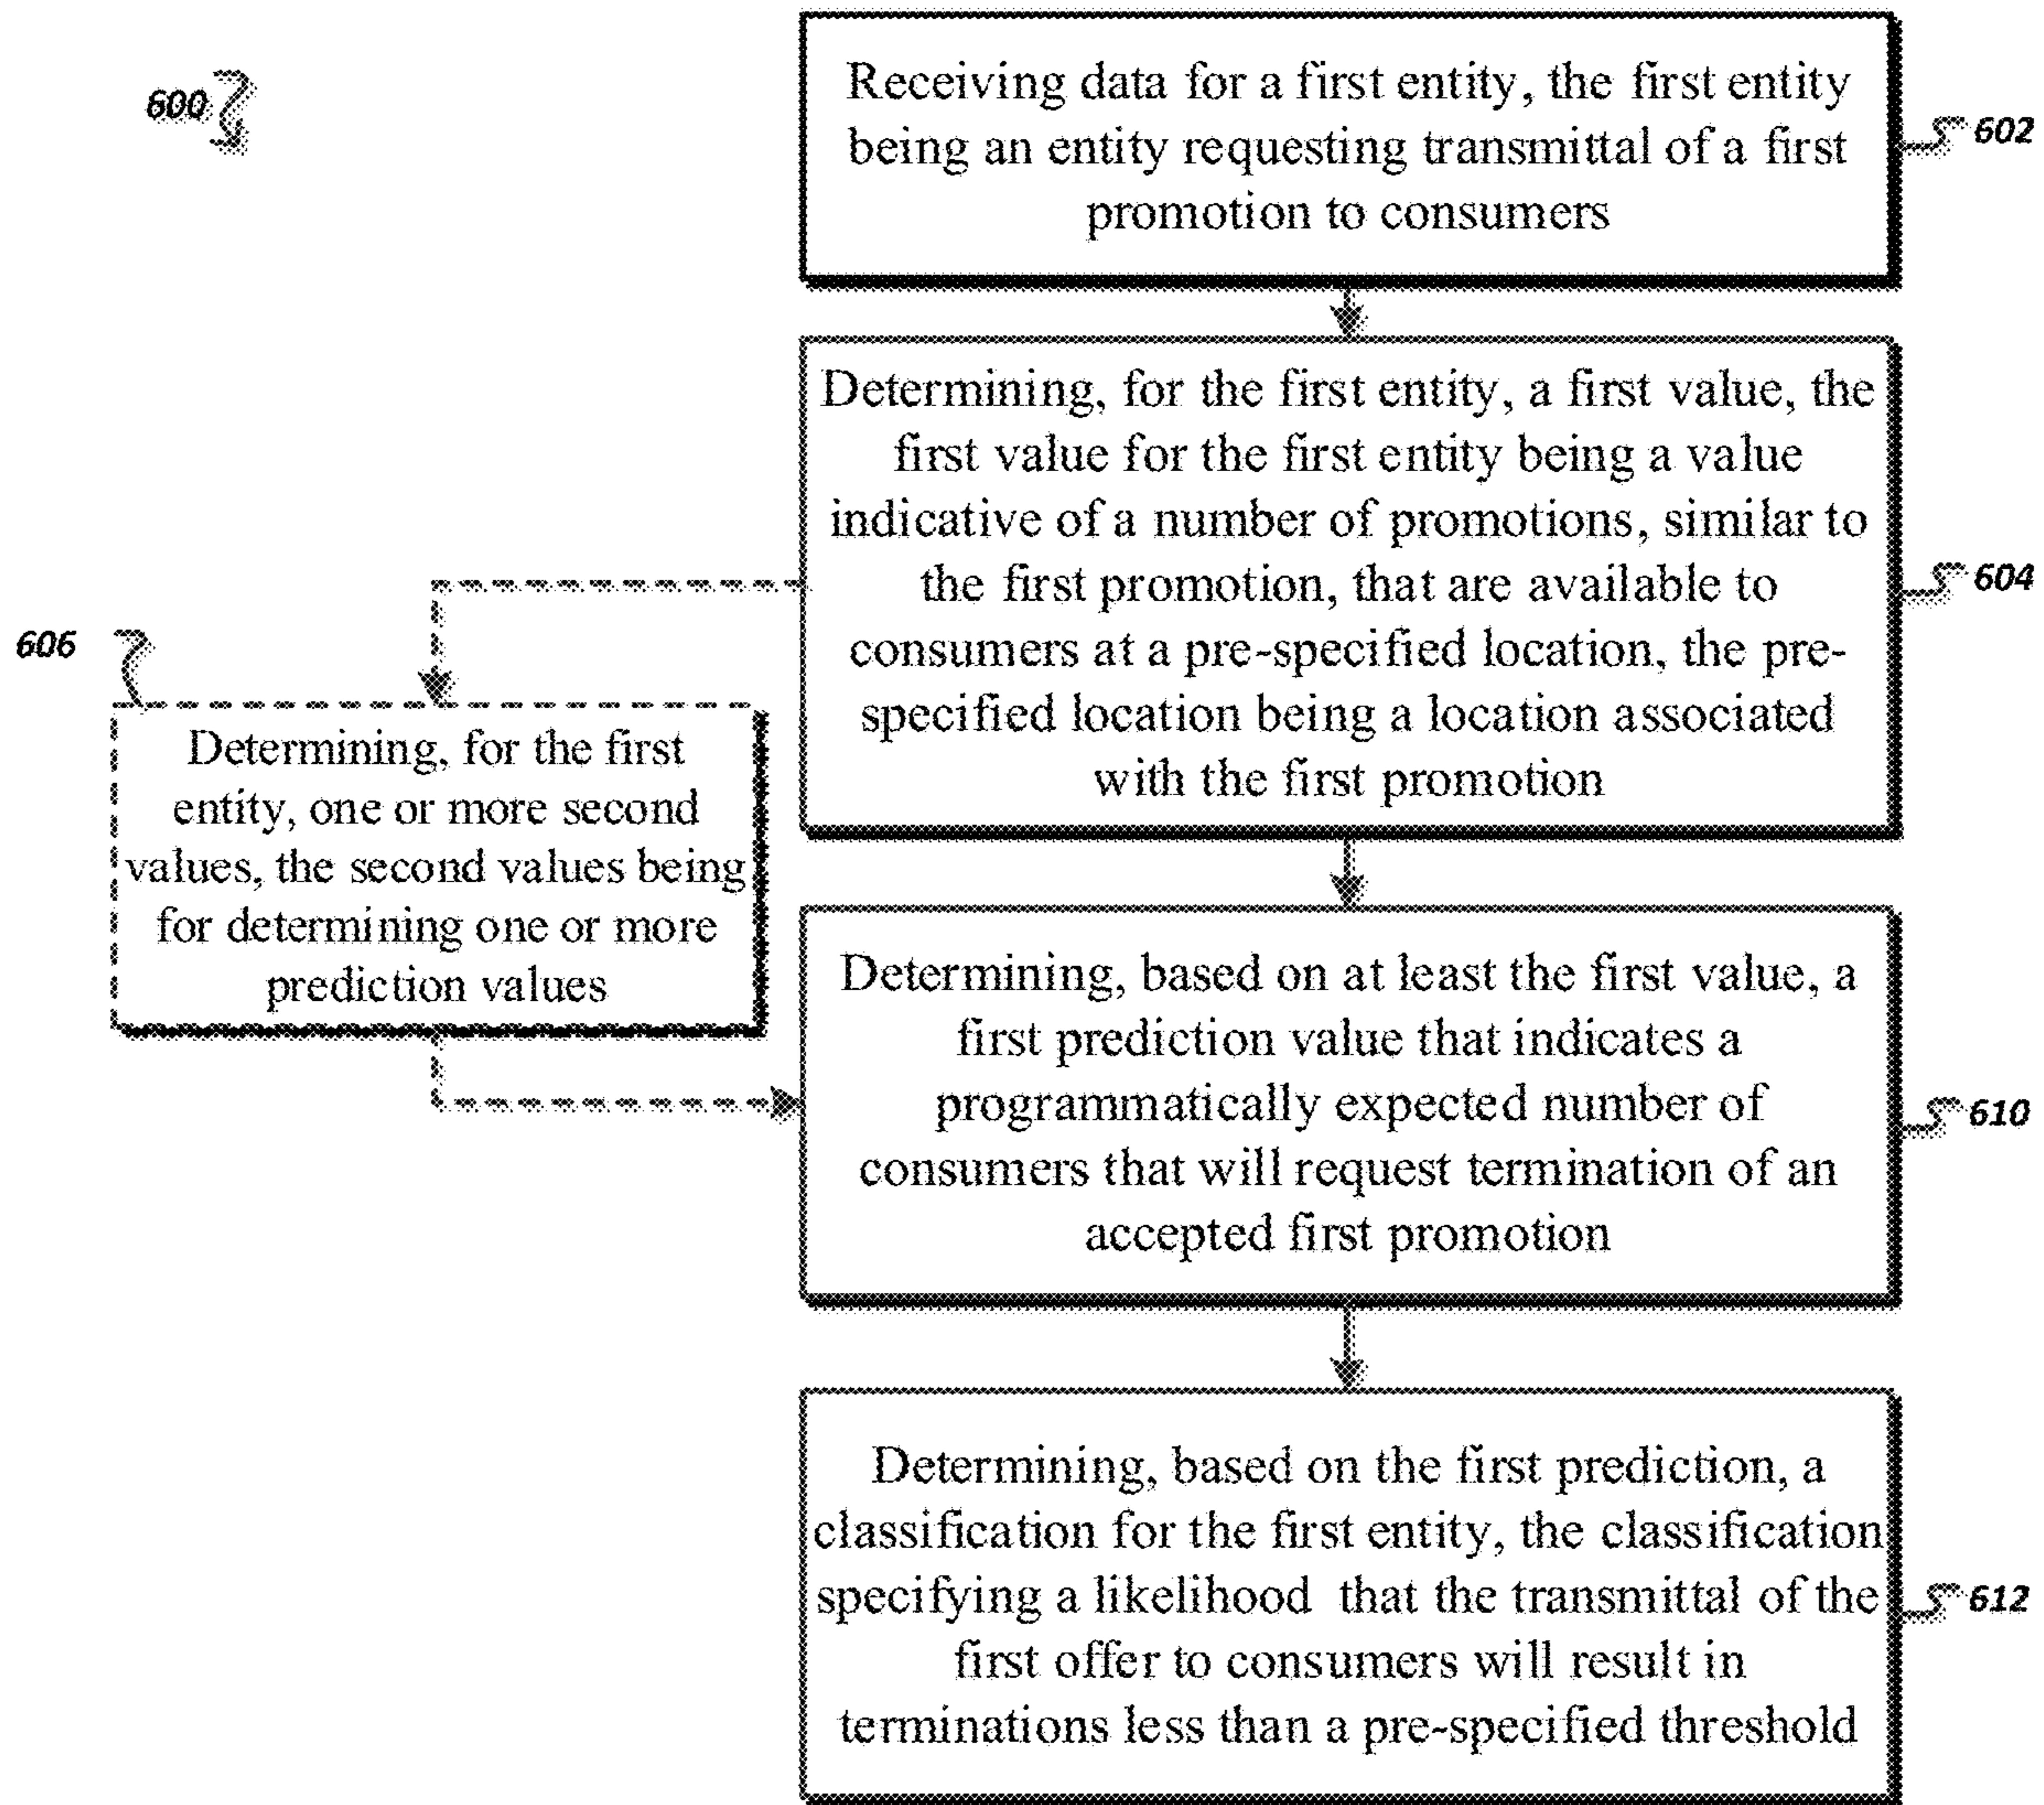 600
Receiving data for a first entity, the first entity
being an entity requesting transmittal of a first
promotion to consumers
602
Determining, for the first entity, a first value, the
first value for the first entity being a value
indicative of a number of promotions, similar to
the first promotion, that are available to
consumers at a pre-specified location, the pre-
specified location being a location associated
with the first promotion
604
606
Determining, for the first
entity, one or more second
values, the second values being
for determining one or more
prediction values
Determining, based on at least the first value, a
first prediction value that indicates a
programmatically expected number of
consumers that will request termination of an
accepted first promotion
610
Determining, based on the first prediction, a
classification for the first entity, the classification
specifying a likelihood that the transmittal of the
first offer to consumers will result in
terminations less than a pre-specified threshold
612